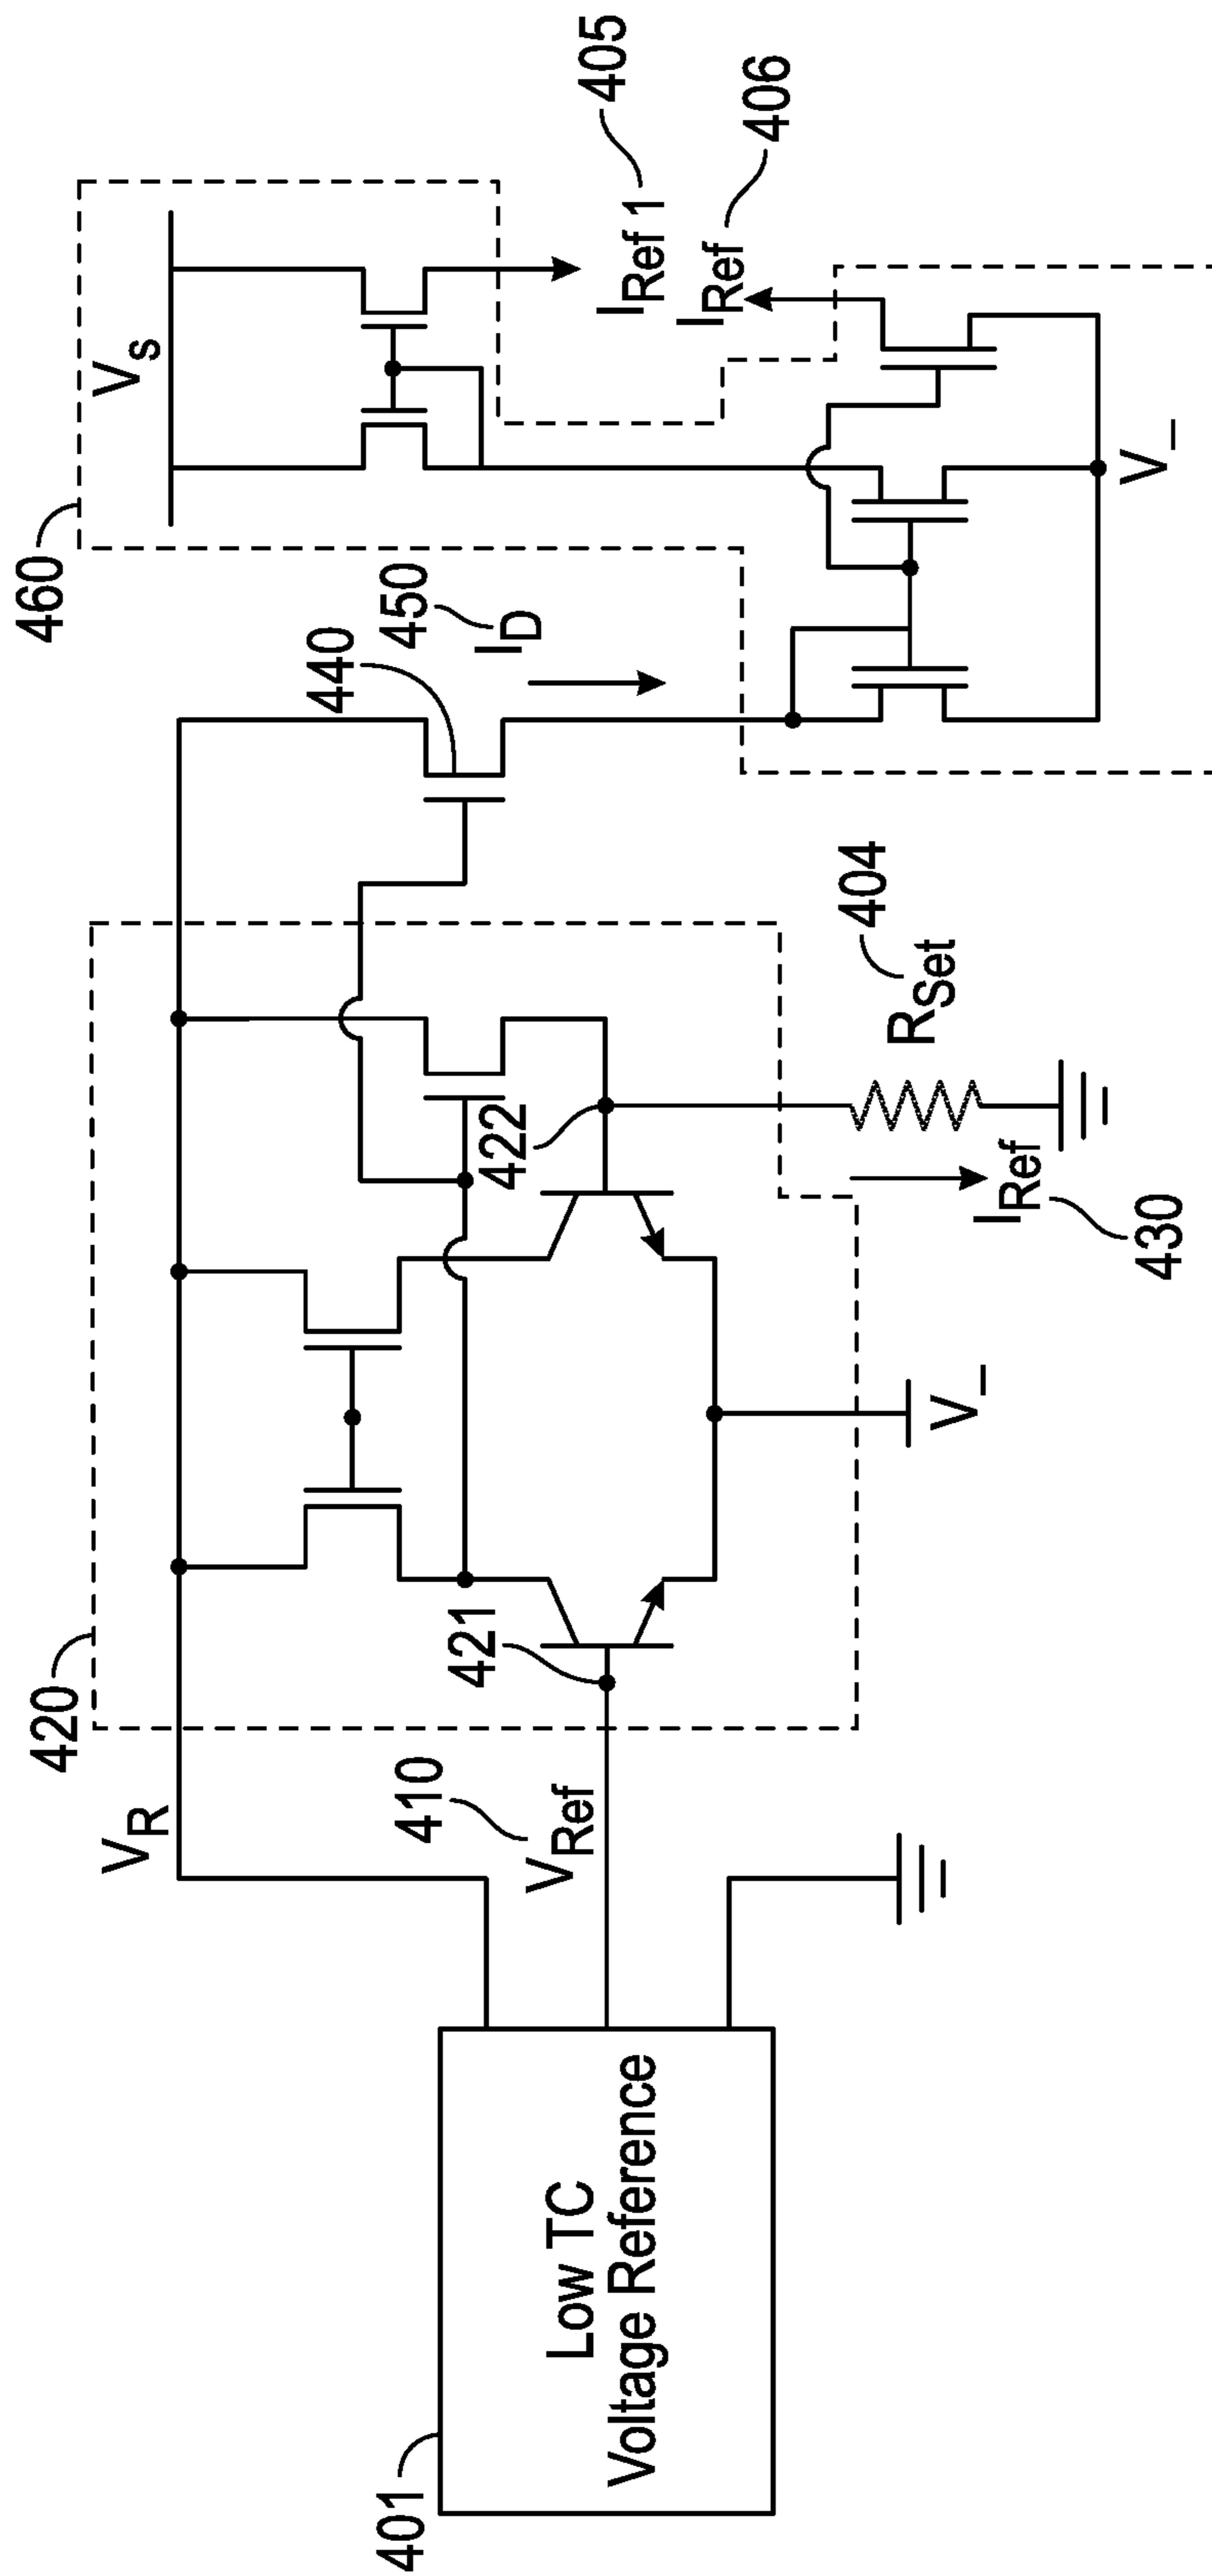 401
Low TC
Voltage Reference
V_R
410
V_Ref
420
421
422
V_
I_Ref
430
R_Set
404
440
450
I_D
460
V_s
I_Ref 1
405
I_Ref
406
V_